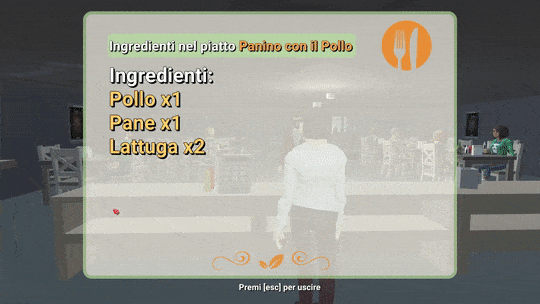 Ingredienti nel piatto Panino con il Pollo
Ingredienti:
Pollo x1
Pane x1
Lattuga x2
Premi [esc] per uscire